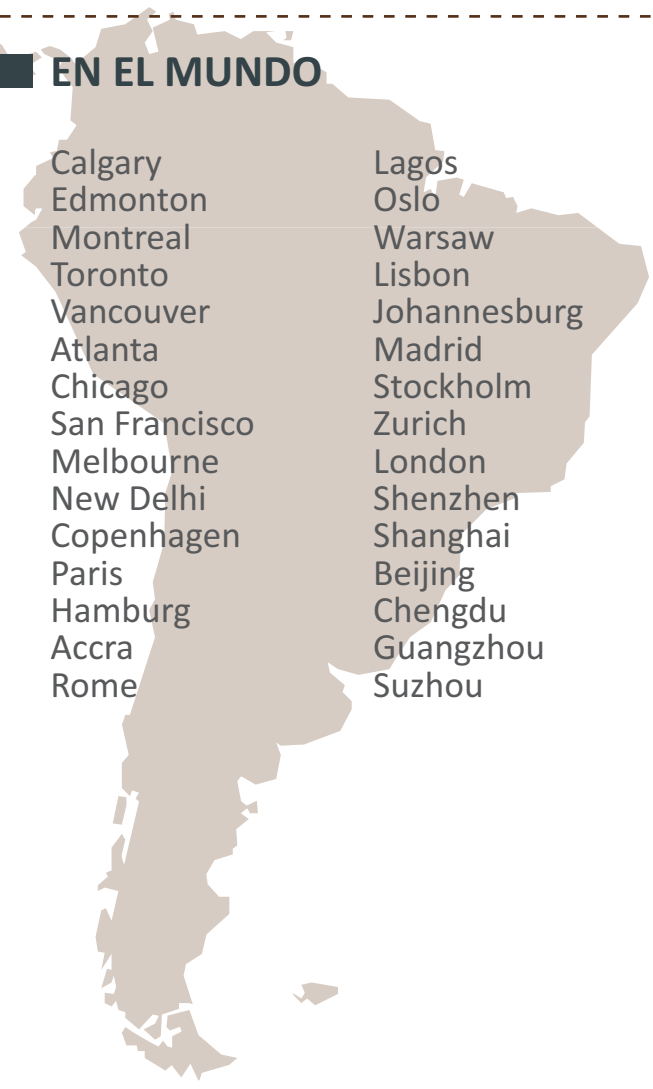 EN EL MUNDO
Calgary
Edmonton
Montreal
Toronto
Vancouver
Atlanta
Chicago
San Francisco
Melbourne
New Delhi
Copenhagen
Paris
Hamburg
Accra
Rome
Lagos
Oslo
Warsaw
Lisbon
Johannesburg
Madrid
Stockholm
Zurich
London
Shenzhen
Shanghai
Beijing
Chengdu
Guangzhou
Suzhou